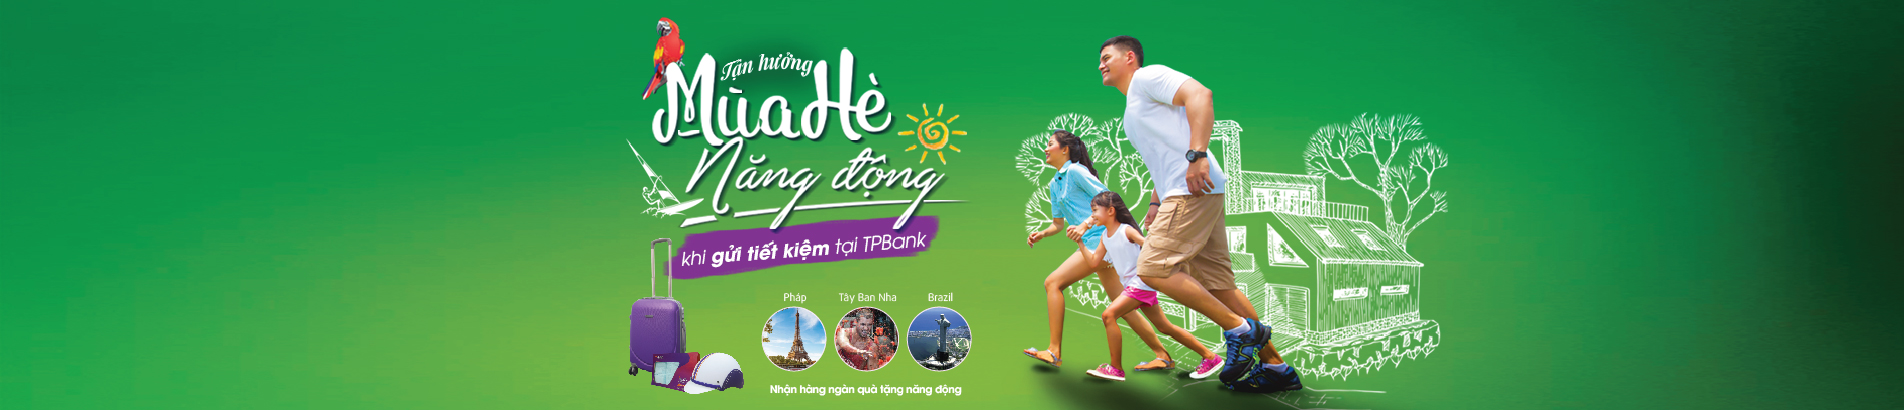 Tận hưởng
Mùa Hè
Năng động
khi gửi tiết kiệm tại TPBank
Pháp Tây Ban Nha Brazil
Nhận hàng ngàn quà tặng năng động